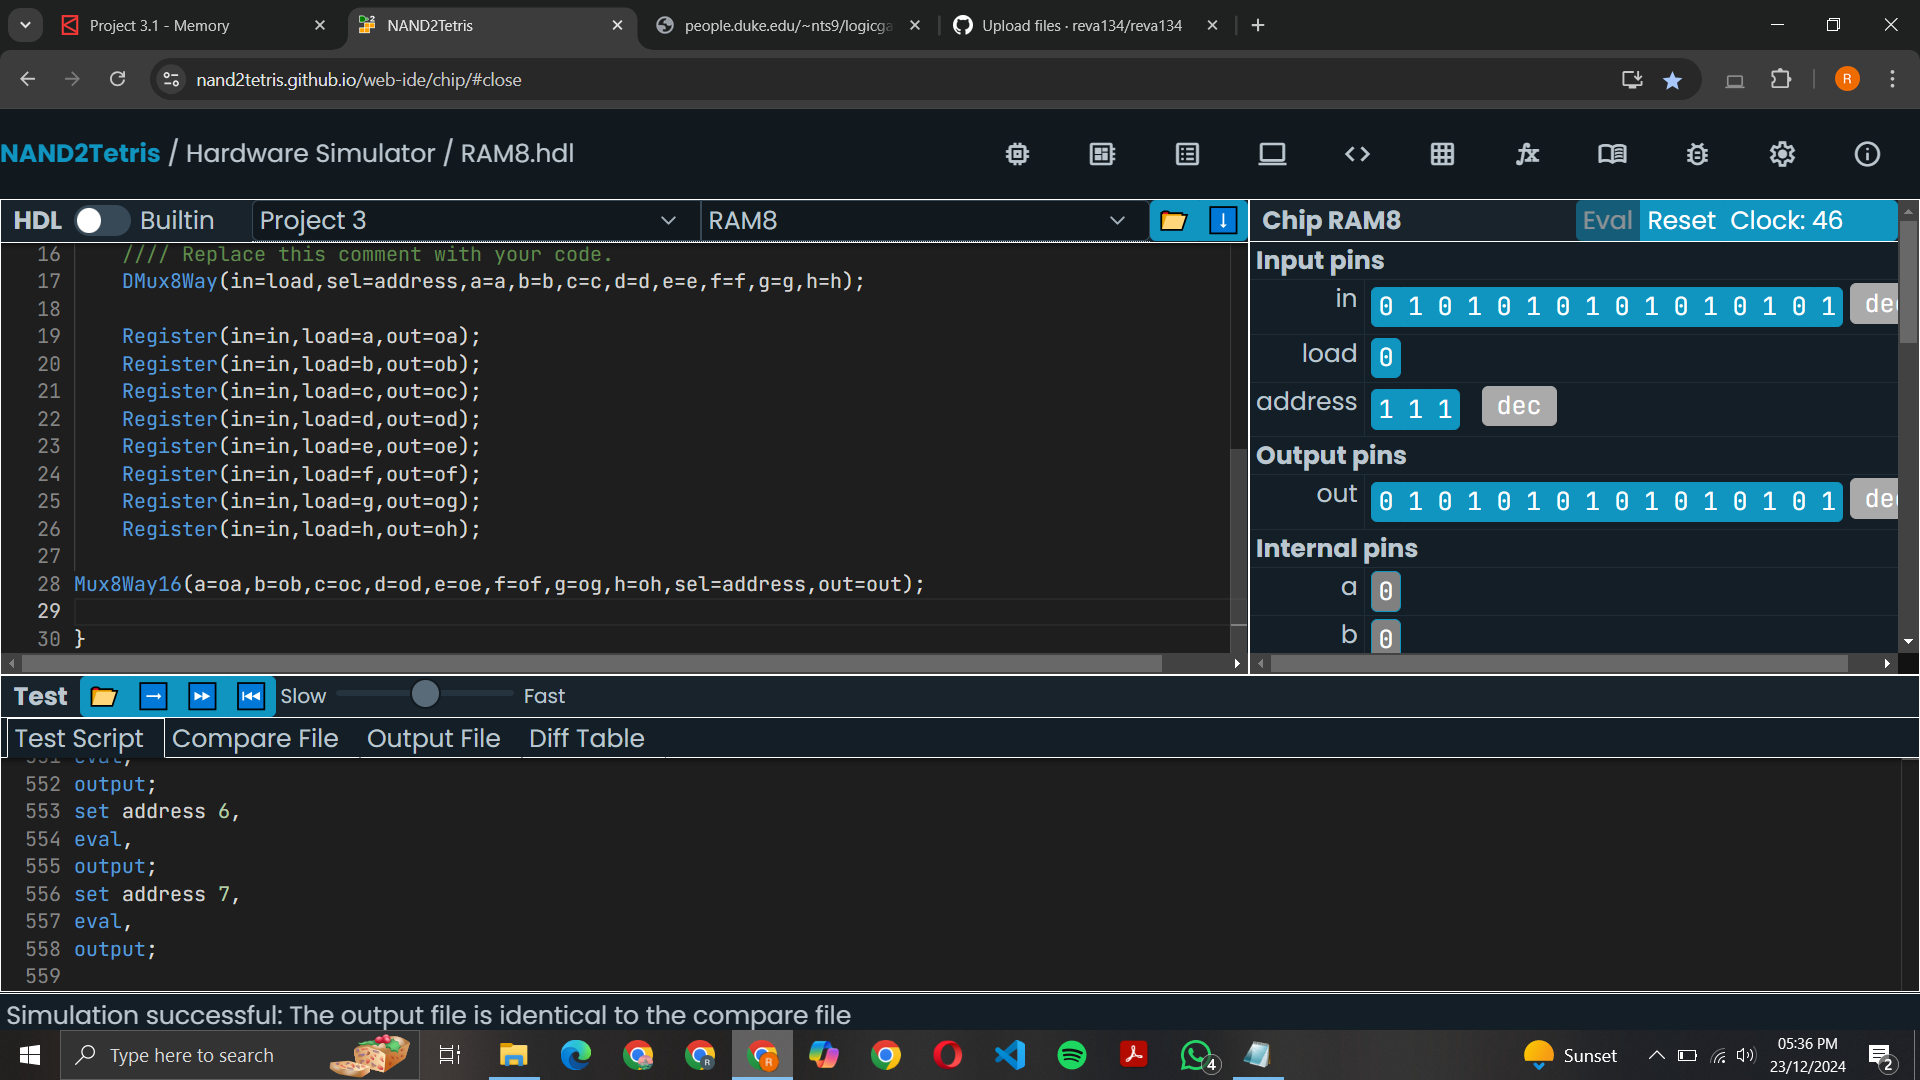 Project 3.1 - Memory
NAND2Tetris
people.duke.edu/~nts9/logicga
Upload files · reva134/reva134
nand2tetris.github.io/web-ide/chip/#close
R
NAND2Tetris / Hardware Simulator / RAM8.hdl
HDL Builtin Project 3 RAM8
16 //// Replace this comment with your code.
17 DMux8Way(in=load,sel=address,a=a,b=b,c=c,d=d,e=e,f=f,g=g,h=h);
18
19 Register(in=in,load=a,out=oa);
20 Register(in=in,load=b,out=ob);
21 Register(in=in,load=c,out=oc);
22 Register(in=in,load=d,out=od);
23 Register(in=in,load=e,out=oe);
24 Register(in=in,load=f,out=of);
25 Register(in=in,load=g,out=og);
26 Register(in=in,load=h,out=oh);
27
28 Mux8Way16(a=oa,b=ob,c=oc,d=od,e=oe,f=of,g=og,h=oh,sel=address,out=out);
29
30 }
Chip RAM8 Eval Reset Clock: 46
Input pins
in 0 1 0 1 0 1 0 1 0 1 0 1 0 1 0 1 dec
load 0
address 1 1 1 dec
Output pins
out 0 1 0 1 0 1 0 1 0 1 0 1 0 1 0 1 dec
Internal pins
a 0
b 0
Test Slow Fast
Test Script Compare File Output File Diff Table
551 eval,
552 output;
553 set address 6,
554 eval,
555 output;
556 set address 7,
557 eval,
558 output;
559
Simulation successful: The output file is identical to the compare file
Type here to search
4
Sunset
05:36 PM
23/12/2024
2